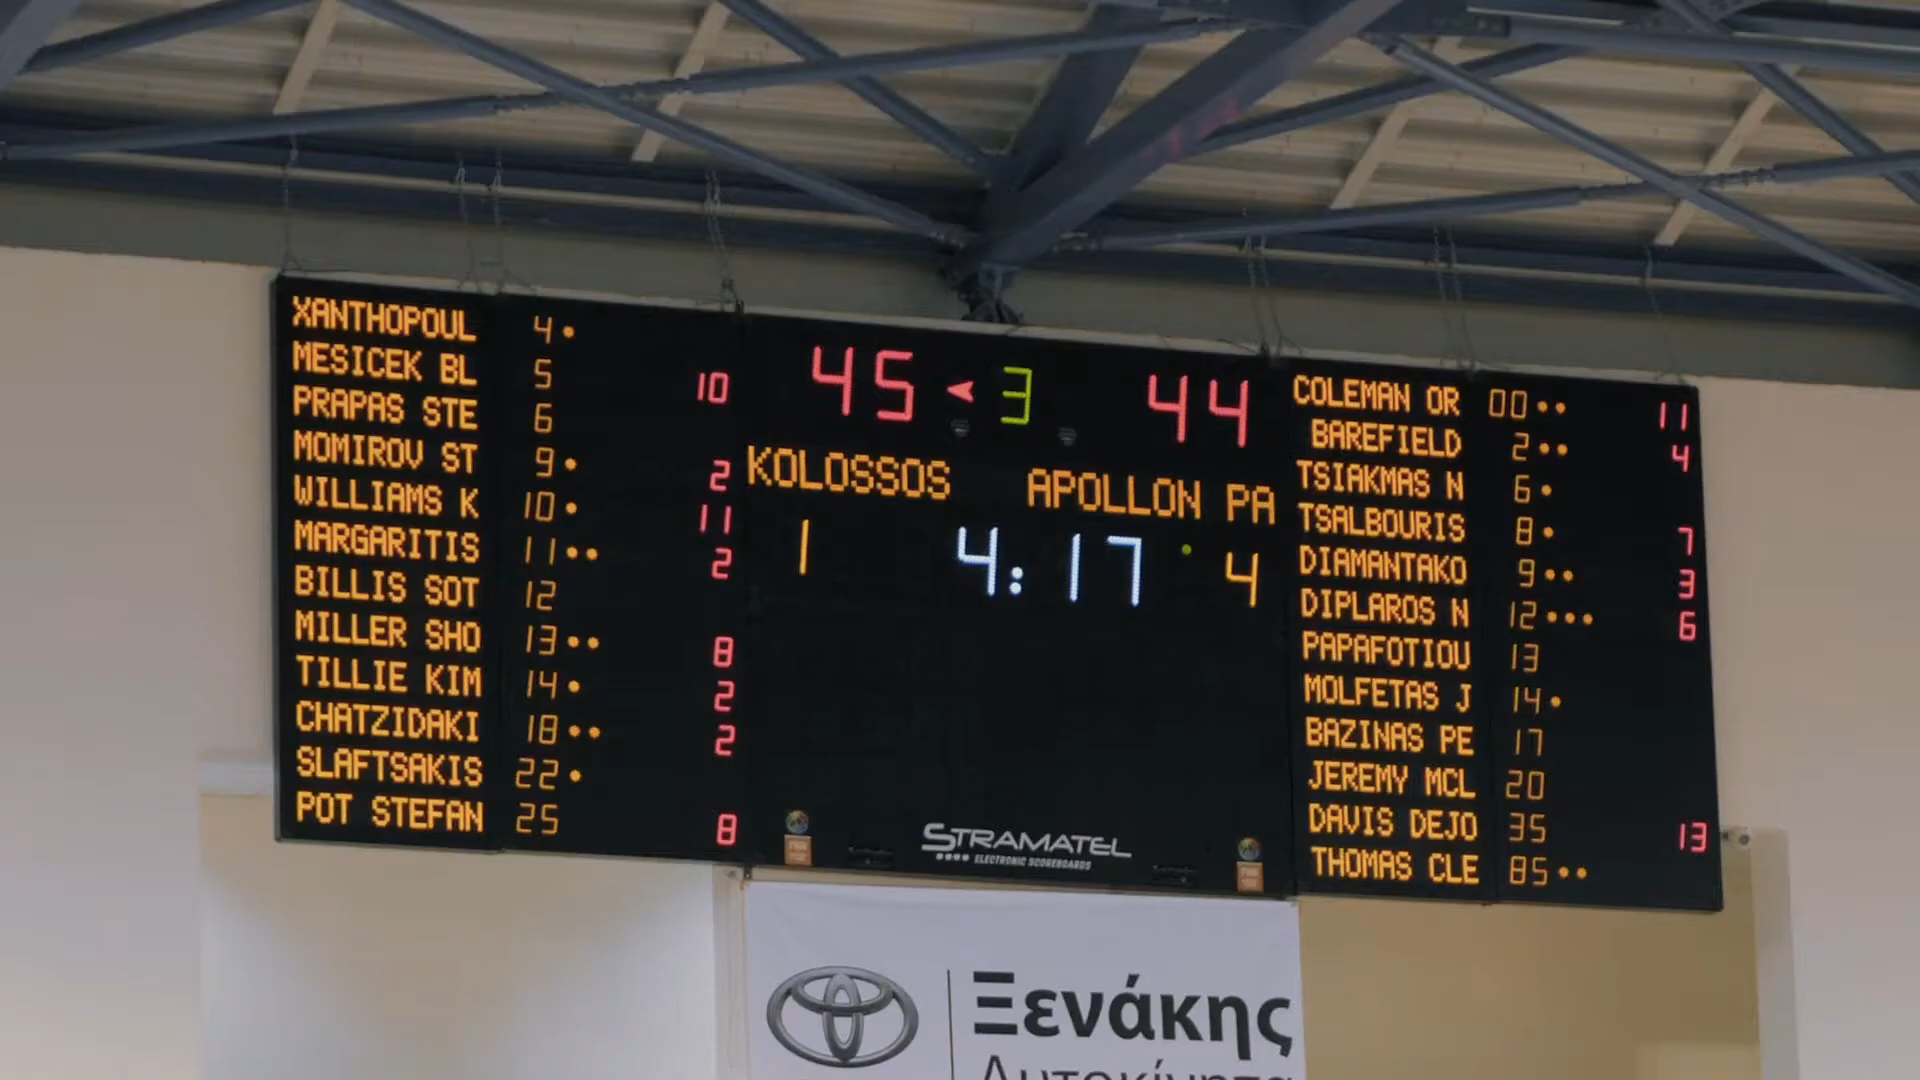 XANTHOPOUL 4
MESICEK BL 5 10
PRAPAS STE 6
MOMIROV ST 9 2
WILLIAMS K 10 11
MARGARITIS 11 2
BILLIS SOT 12
MILLER SHO 13 8
TILLIE KIM 14 2
CHATZIDAKI 18 2
SLAFTSAKIS 22
POT STEFAN 25 8
45 3 44
KOLOSSOS APOLLON PA
1 4:17 4
STRAMATEL
ELECTRONIC SCOREBOARDS
COLEMAN OR 00 11
BAREFIELD 2 4
TSIAKMAS N 6
TSALBOURIS 8 7
DIAMANTAKO 9 3
DIPLAROS N 12 6
PAPAFOTIOU 13
MOLFETAS J 14
BAZINAS PE 17
JEREMY MCL 20
DAVIS DEJO 35 13
THOMAS CLE 85
Ξενάκης
Αυτοκίνητα